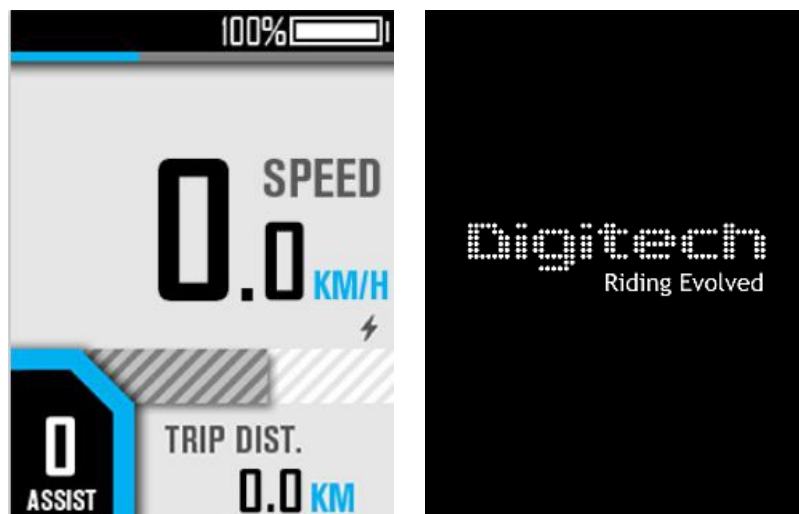 100%
SPEED
0.0 KM/H
TRIP DIST.
0
0.0 KM
ASSIST
Digitech
Riding Evolved